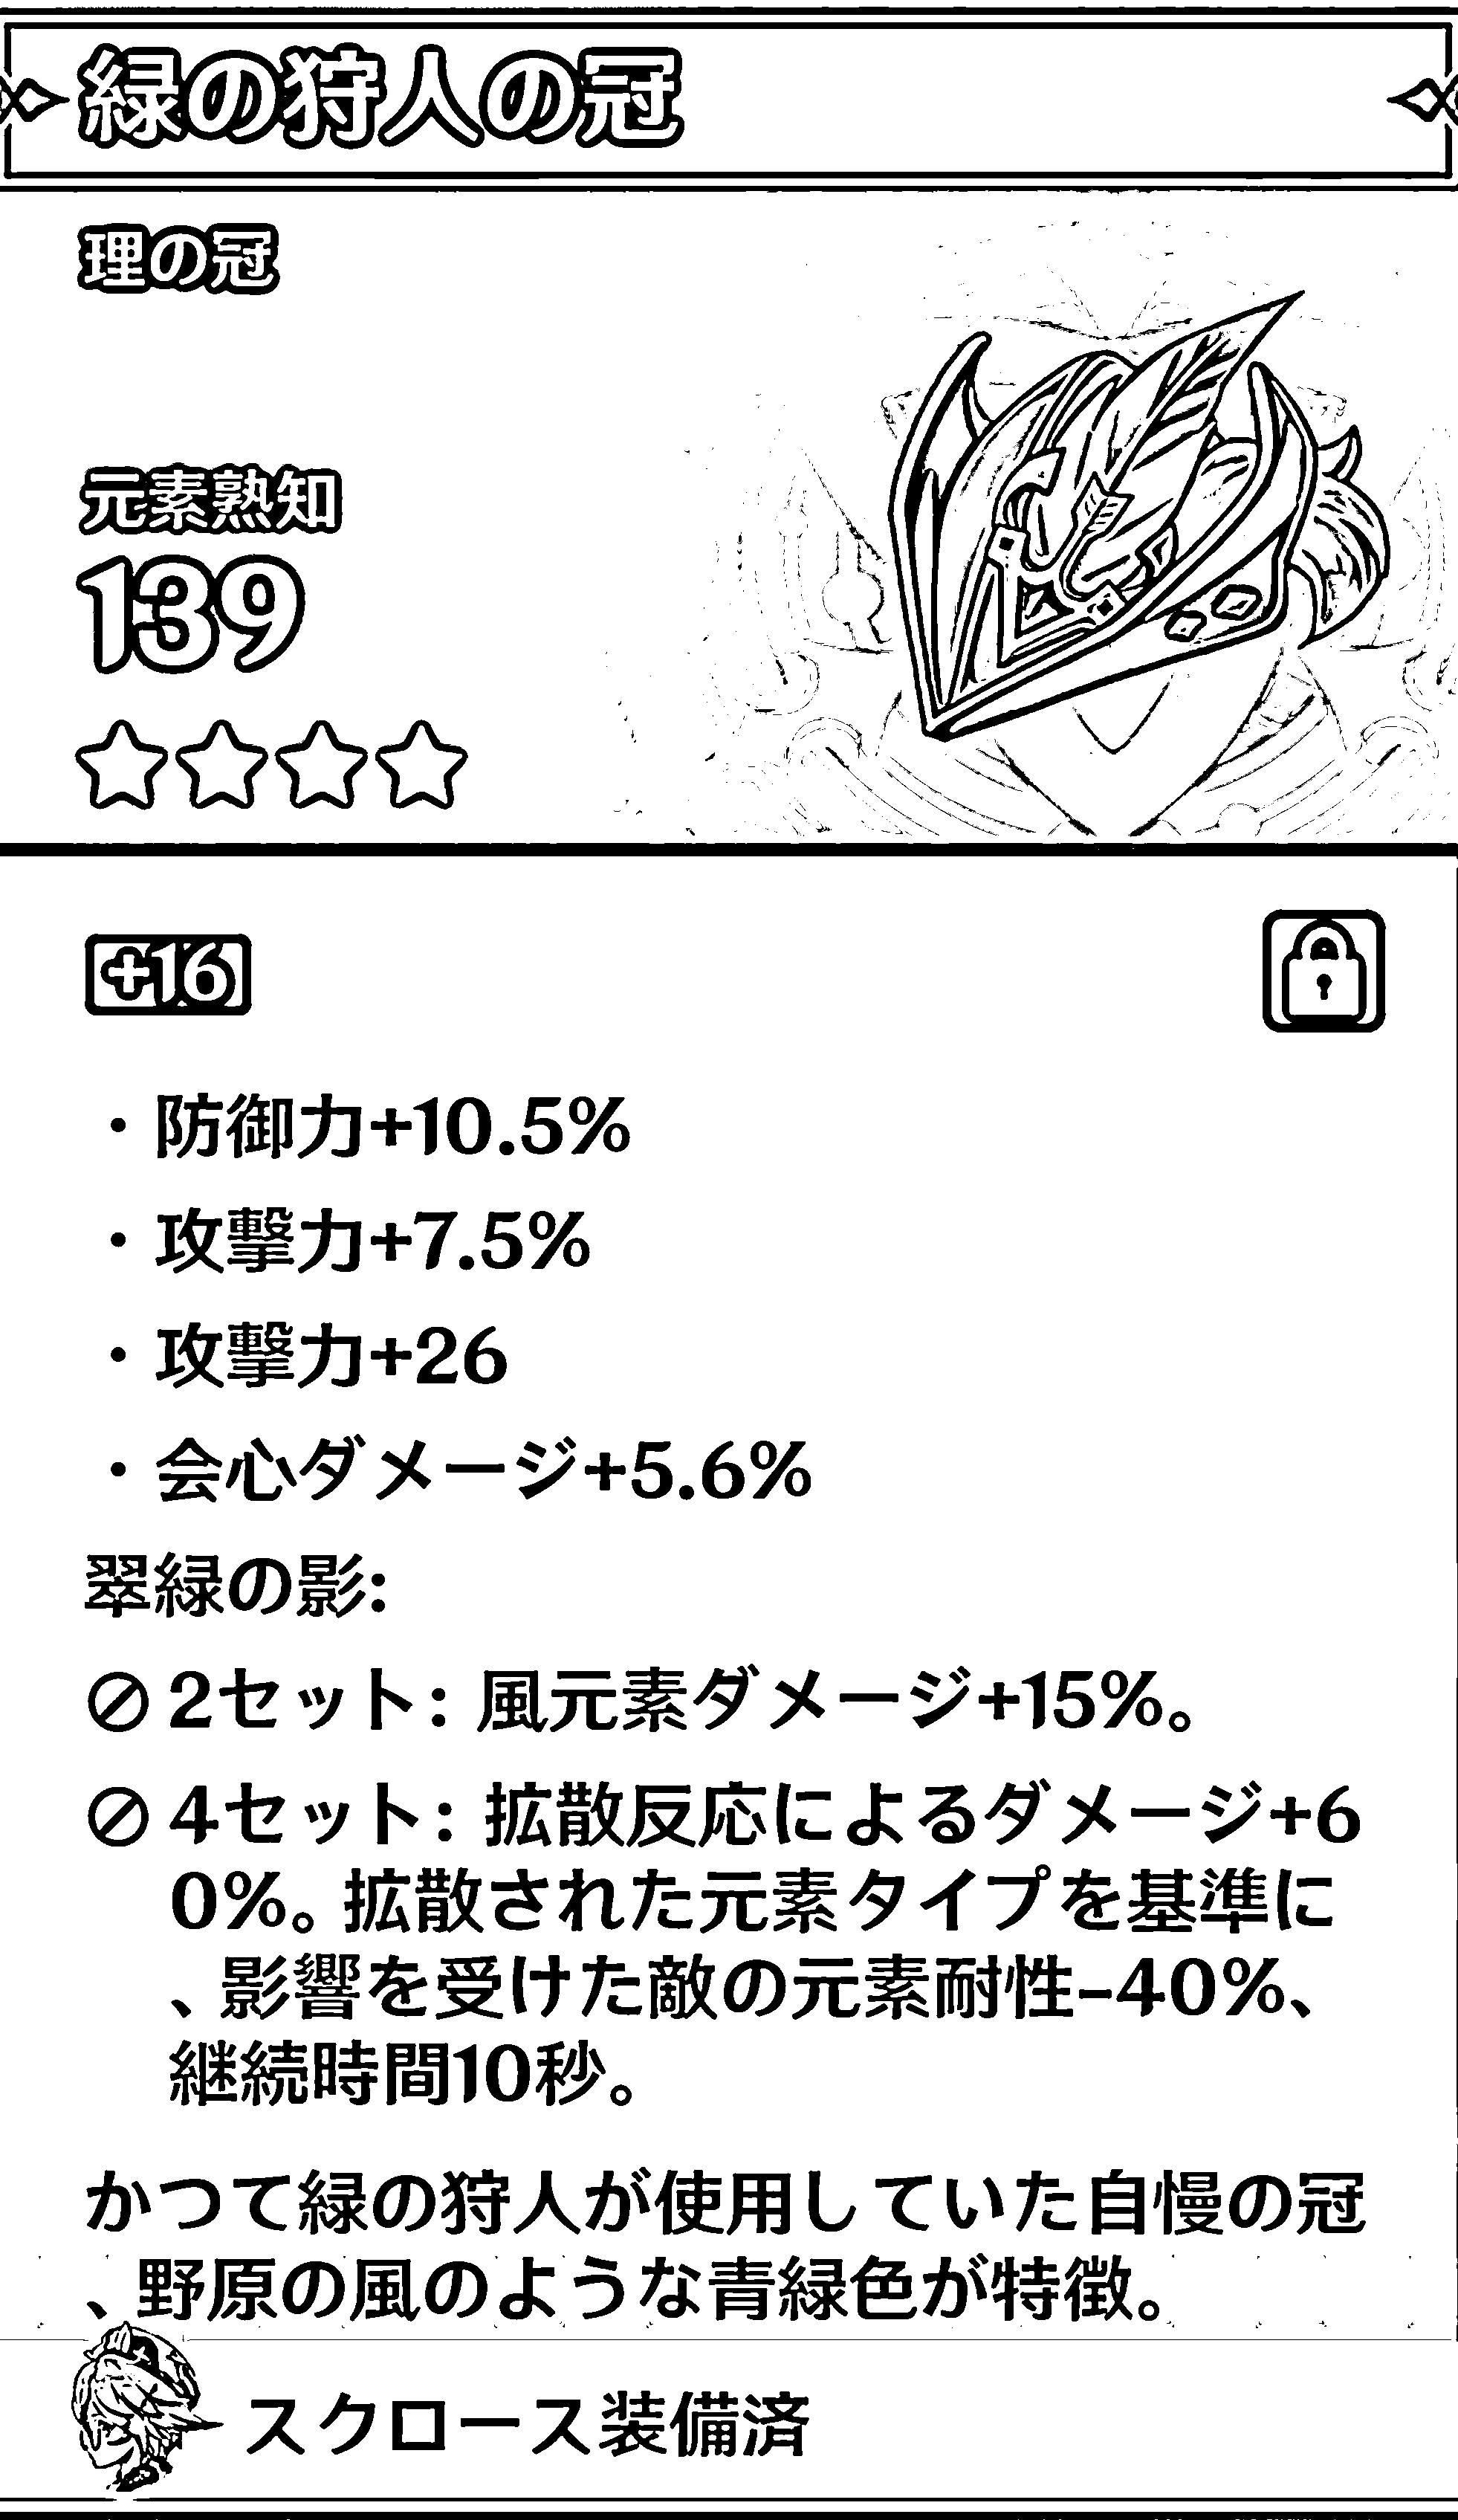 緑の狩人の冠
理の冠
元素熟知
139
+16
・防御力+10.5%
・攻撃力+7.5%
・攻撃力+26
・会心ダメージ+5.6%
翠緑の影:
2セット: 風元素ダメージ+15%。
4セット: 拡散反応によるダメージ+6
0%。拡散された元素タイプを基準に
、影響を受けた敵の元素耐性-40%、
継続時間10秒。
かつて緑の狩人が使用していた自慢の冠
、野原の風のような青緑色が特徴。
スクロース装備済